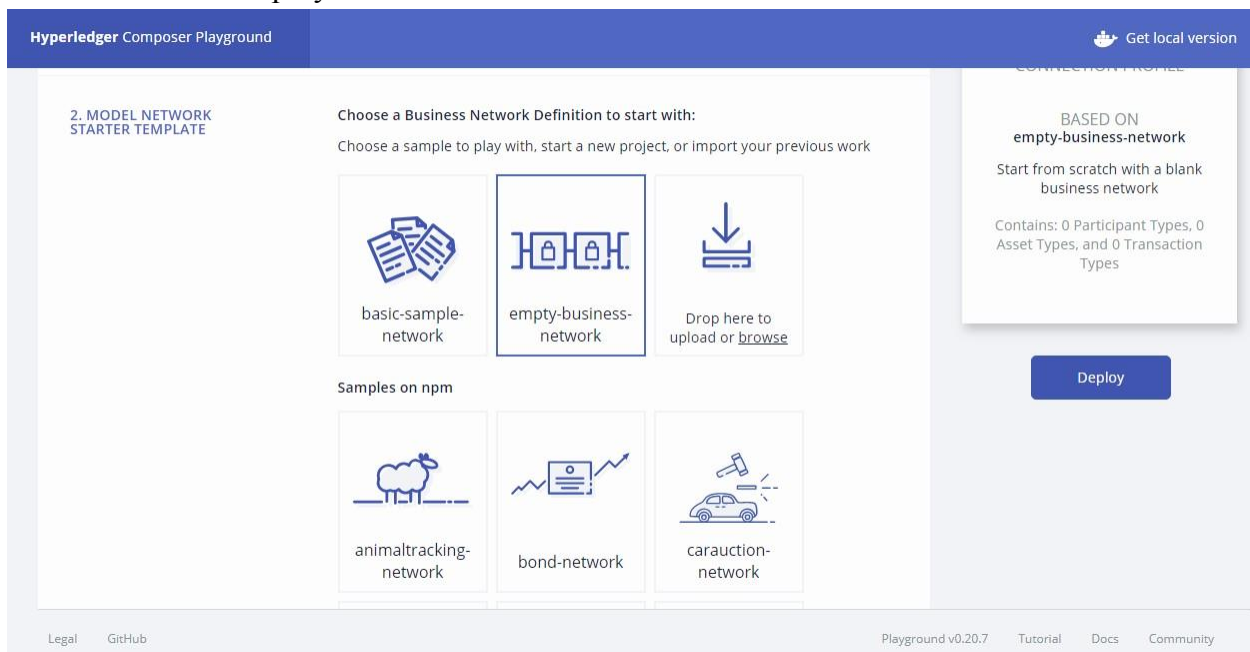 Hyperledger Composer Playground
Get local version
2. MODEL NETWORK
STARTER TEMPLATE
Choose a Business Network Definition to start with:
Choose a sample to play with, start a new project, or import your previous work
basic-sample-
network
empty-business-
network
Drop here to
upload or browse
Samples on npm
animaltracking-
network
bond-network
carauction-
network
CONNECTION PROFILE
BASED ON
empty-business-network
Start from scratch with a blank
business network
Contains: 0 Participant Types, 0
Asset Types, and 0 Transaction
Types
Deploy
Legal GitHub
Playground v0.20.7 Tutorial Docs Community